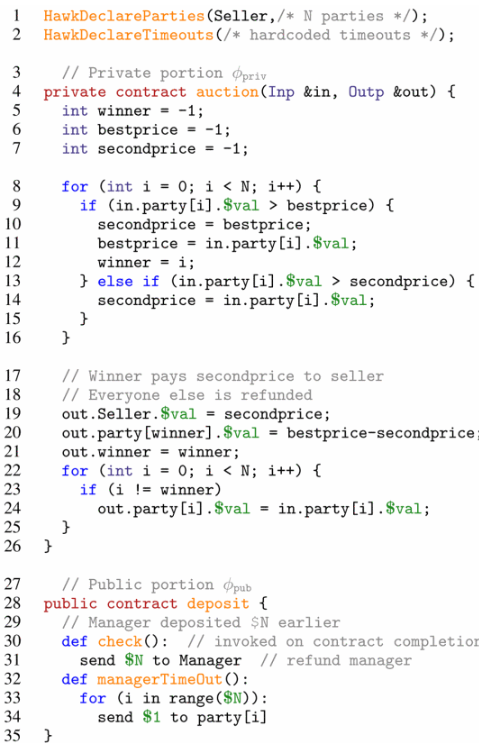 1 HawkDeclareParties(Seller,/* N parties */);
2 HawkDeclareTimeouts(/* hardcoded timeouts */);
3 // Private portion ϕpriv
4 private contract auction(Inp &in, Outp &out) {
5 int winner = -1;
6 int bestprice = -1;
7 int secondprice = -1;
8 for (int i = 0; i < N; i++) {
9 if (in.party[i].$val > bestprice) {
10 secondprice = bestprice;
11 bestprice = in.party[i].$val;
12 winner = i;
13 } else if (in.party[i].$val > secondprice) {
14 secondprice = in.party[i].$val;
15 }
16 }
17 // Winner pays secondprice to seller
18 // Everyone else is refunded
19 out.Seller.$val = secondprice;
20 out.party[winner].$val = bestprice-secondprice;
21 out.winner = winner;
22 for (int i = 0; i < N; i++) {
23 if (i != winner)
24 out.party[i].$val = in.party[i].$val;
25 }
26 }
27 // Public portion ϕpub
28 public contract deposit {
29 // Manager deposited $N earlier
30 def check(): // invoked on contract completion
31 send $N to Manager // refund manager
32 def managerTimeOut():
33 for (i in range($N)):
34 send $1 to party[i]
35 }